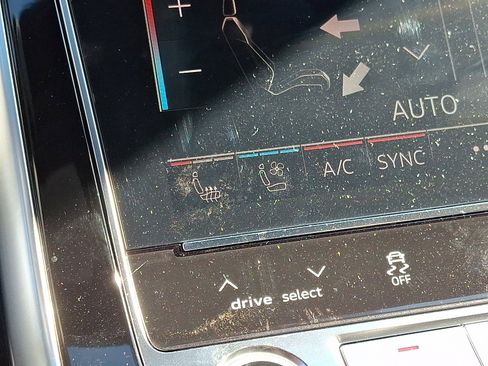 +
−
AUTO
A/C SYNC
drive select
OFF